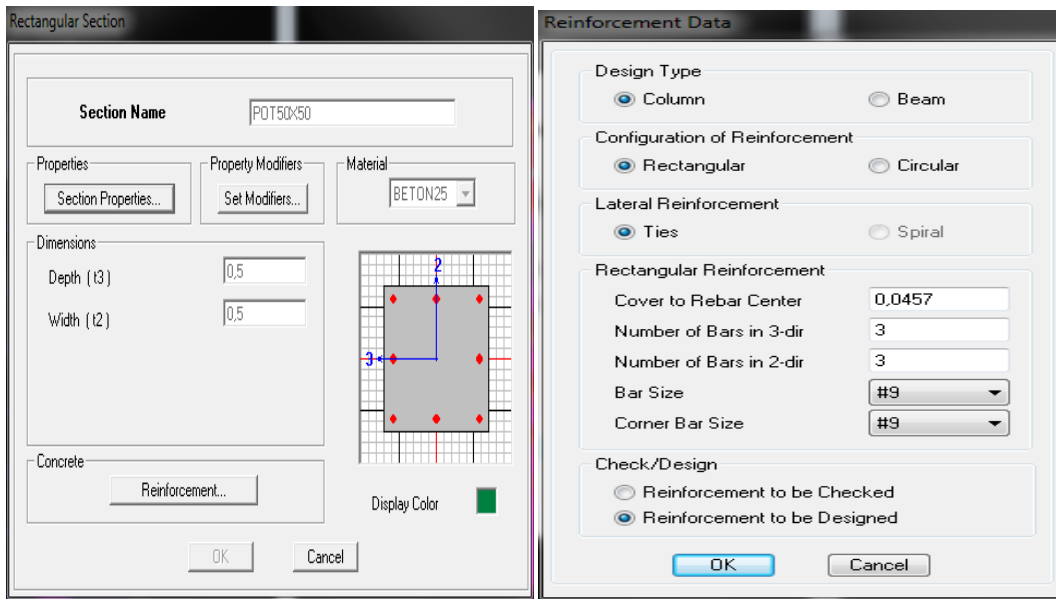 Rectangular Section
Section Name POT50X50
Properties Property Modifiers Material
Section Properties... Set Modifiers... BETON25
Dimensions
Depth (t3) 0,5
Width (t2) 0,5
2
3
Concrete
Reinforcement...
Display Color
OK Cancel
Reinforcement Data
Design Type
Column Beam
Configuration of Reinforcement
Rectangular Circular
Lateral Reinforcement
Ties Spiral
Rectangular Reinforcement
Cover to Rebar Center 0,0457
Number of Bars in 3-dir 3
Number of Bars in 2-dir 3
Bar Size #9
Corner Bar Size #9
Check/Design
Reinforcement to be Checked
Reinforcement to be Designed
OK Cancel